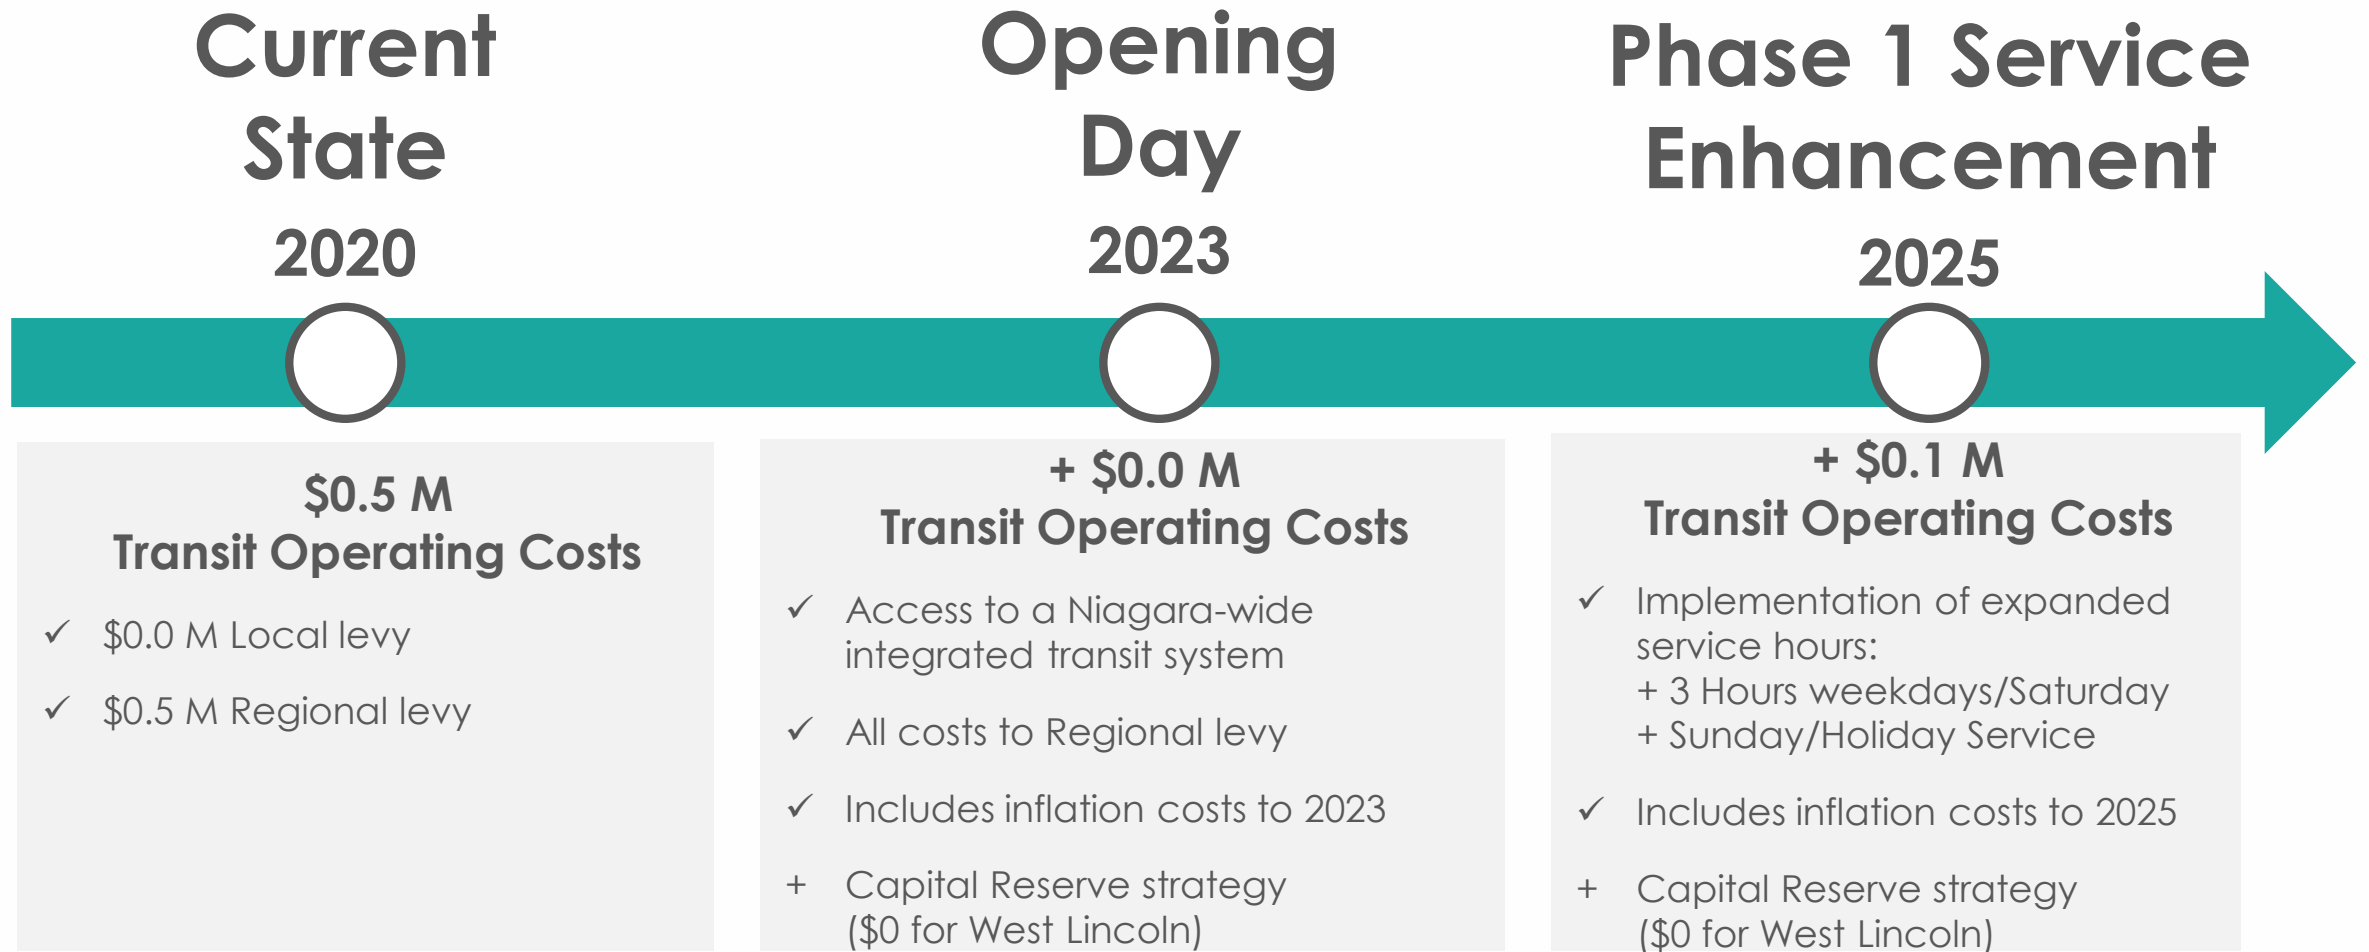 Current
State
2020
$0.5 M
Transit Operating Costs
✓ $0.0 M Local levy
✓ $0.5 M Regional levy
Opening
Day
2023
+ $0.0 M
Transit Operating Costs
✓ Access to a Niagara-wide
integrated transit system
✓ All costs to Regional levy
✓ Includes inflation costs to 2023
+ Capital Reserve strategy
($0 for West Lincoln)
Phase 1 Service
Enhancement
2025
+ $0.1 M
Transit Operating Costs
✓ Implementation of expanded
service hours:
+ 3 Hours weekdays/Saturday
+ Sunday/Holiday Service
✓ Includes inflation costs to 2025
+ Capital Reserve strategy
($0 for West Lincoln)